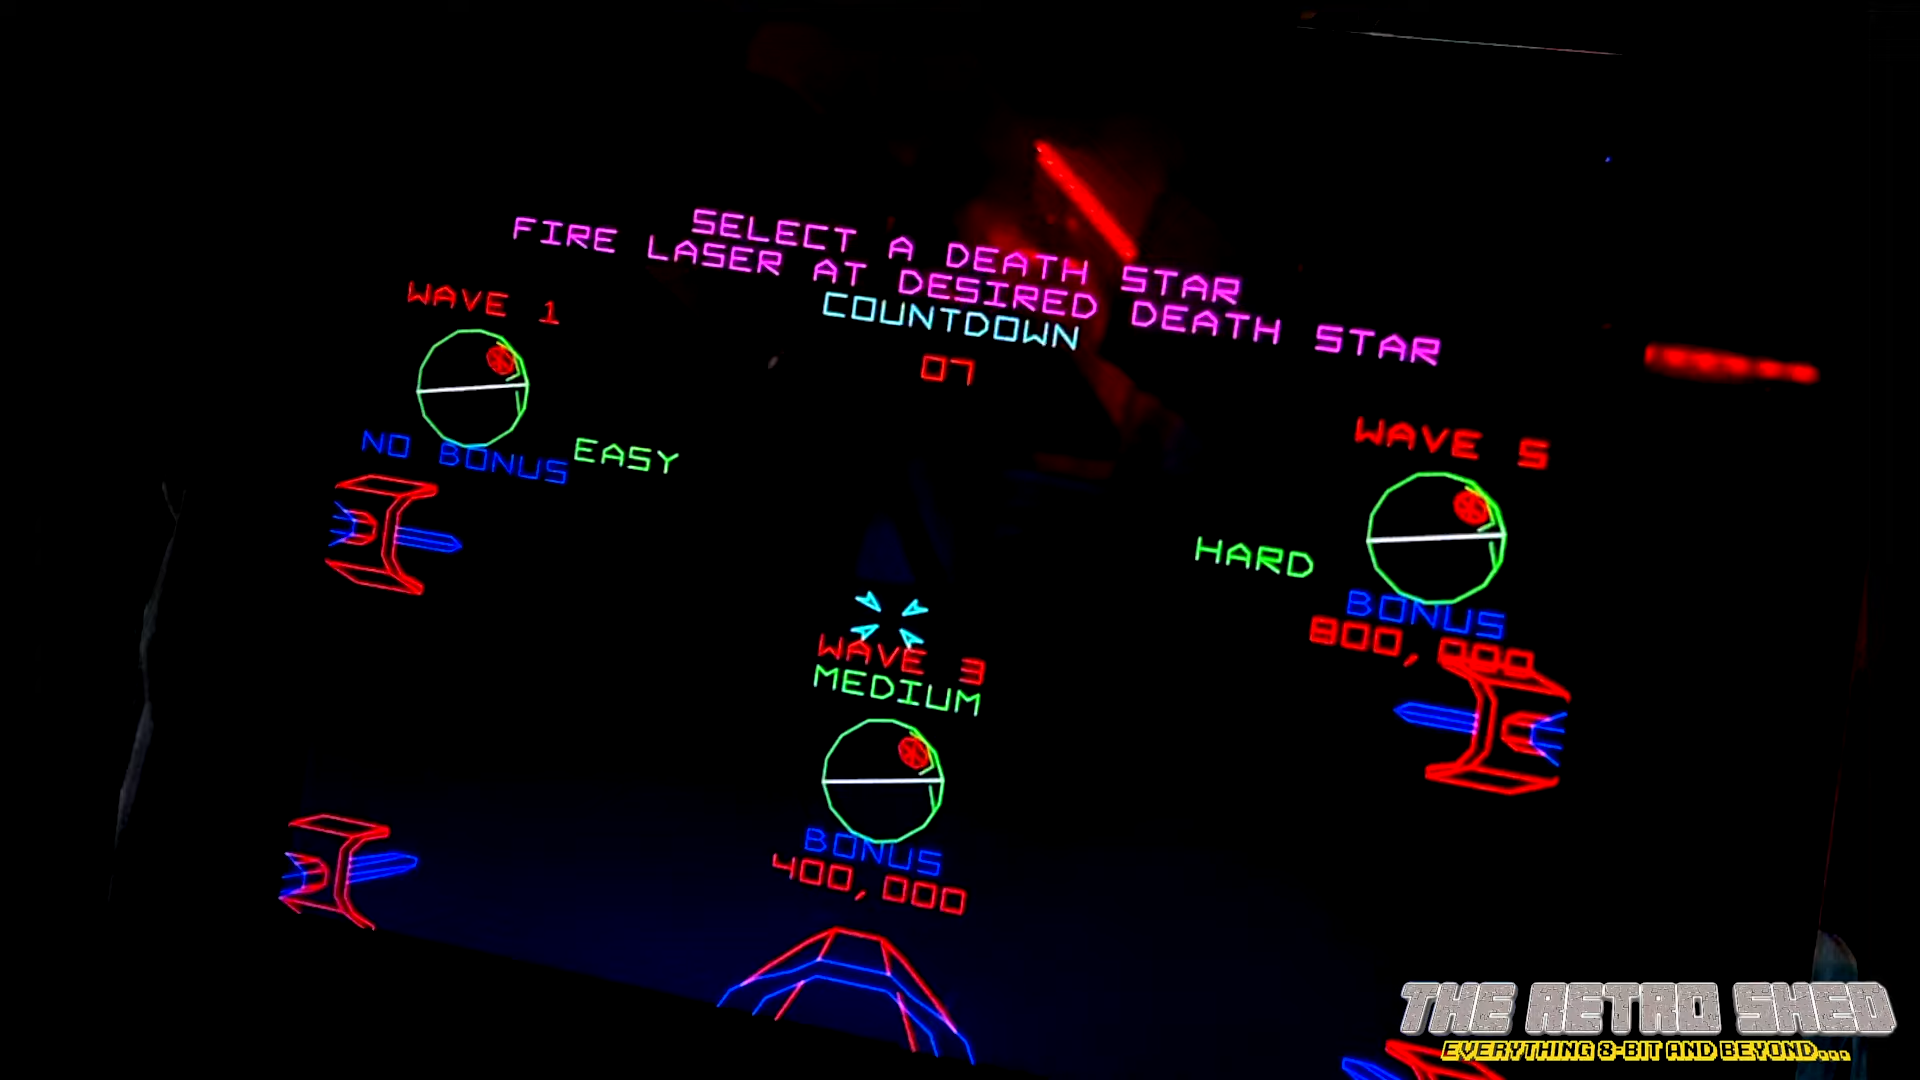 SELECT A DEATH STAR
FIRE LASER AT DESIRED DEATH STAR
COUNTDOWN
07
WAVE 1
NO BONUS
EASY
WAVE 5
HARD
BONUS
800,000
WAVE 3
MEDIUM
BONUS
400,000
THE RETRO SHED
EVERYTHING 8-BIT AND BEYOND...